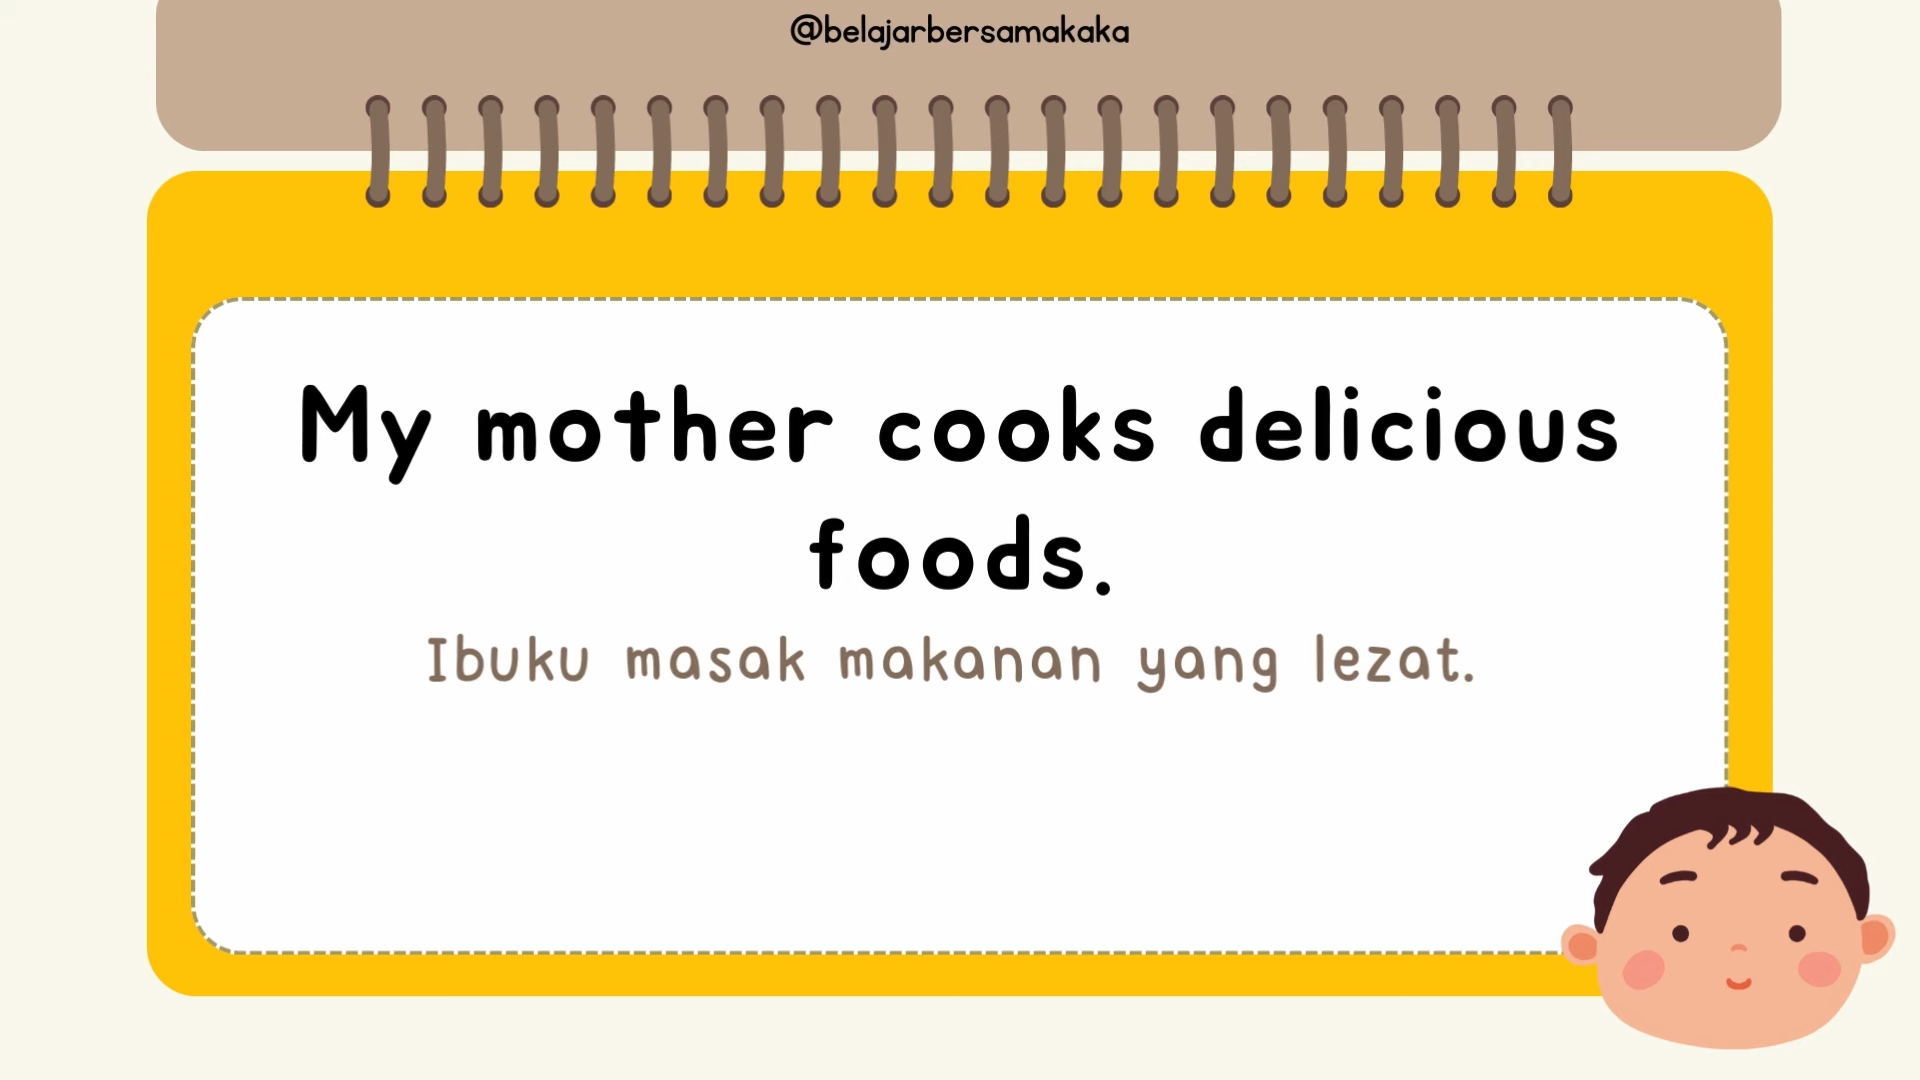 @belajarbersamakaka
My mother cooks delicious
foods.
Ibuku masak makanan yang lezat.